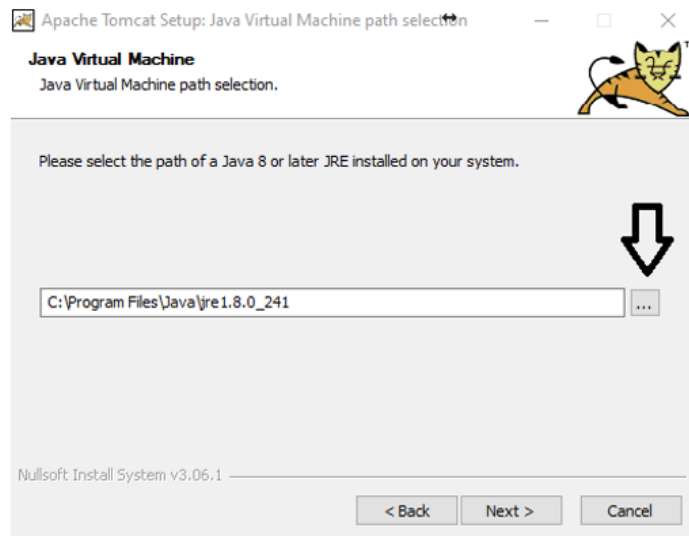 Apache Tomcat Setup: Java Virtual Machine path selection
Java Virtual Machine
Java Virtual Machine path selection.
TM
Please select the path of a Java 8 or later JRE installed on your system.
C:\Program Files\Java\jre1.8.0_241
...
Nullsoft Install System v3.06.1
< Back
Next >
Cancel